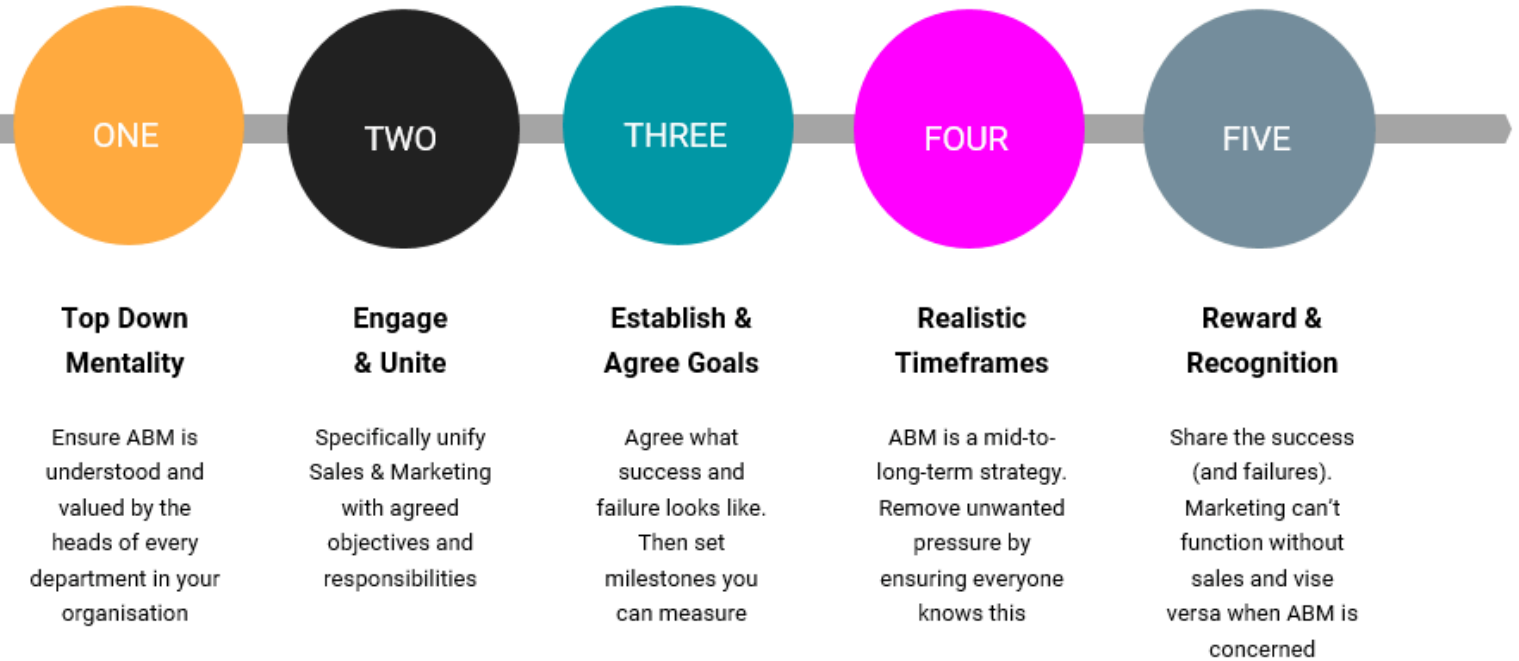 ONE
TWO
THREE
FOUR
FIVE
Top Down
Mentality
Ensure ABM is
understood and
valued by the
heads of every
department in your
organisation
Engage
& Unite
Specifically unify
Sales & Marketing
with agreed
objectives and
responsibilities
Establish &
Agree Goals
Agree what
success and
failure looks like.
Then set
milestones you
can measure
Realistic
Timeframes
ABM is a mid-to-
long-term strategy.
Remove unwanted
pressure by
ensuring everyone
knows this
Reward &
Recognition
Share the success
(and failures).
Marketing can't
function without
sales and vise
versa when ABM is
concerned